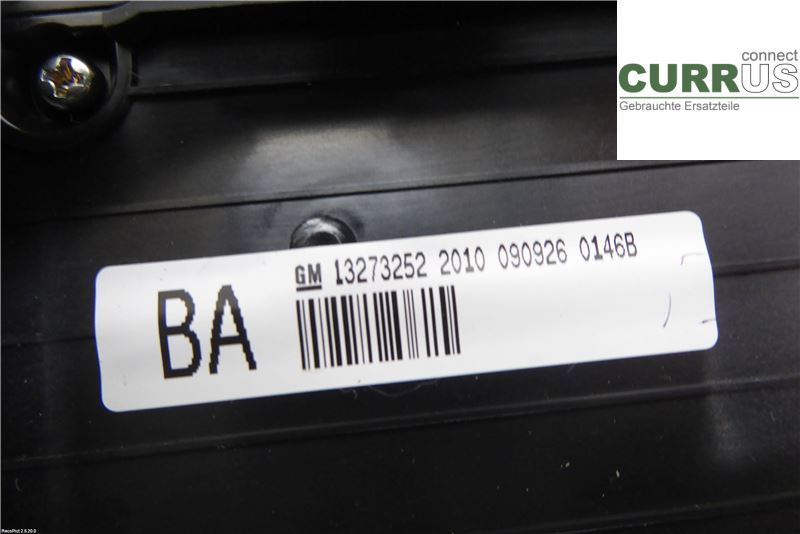 connect
CURRUS
Gebrauchte Ersatzteile
GM 13273252 2010 090926 0146B
BA